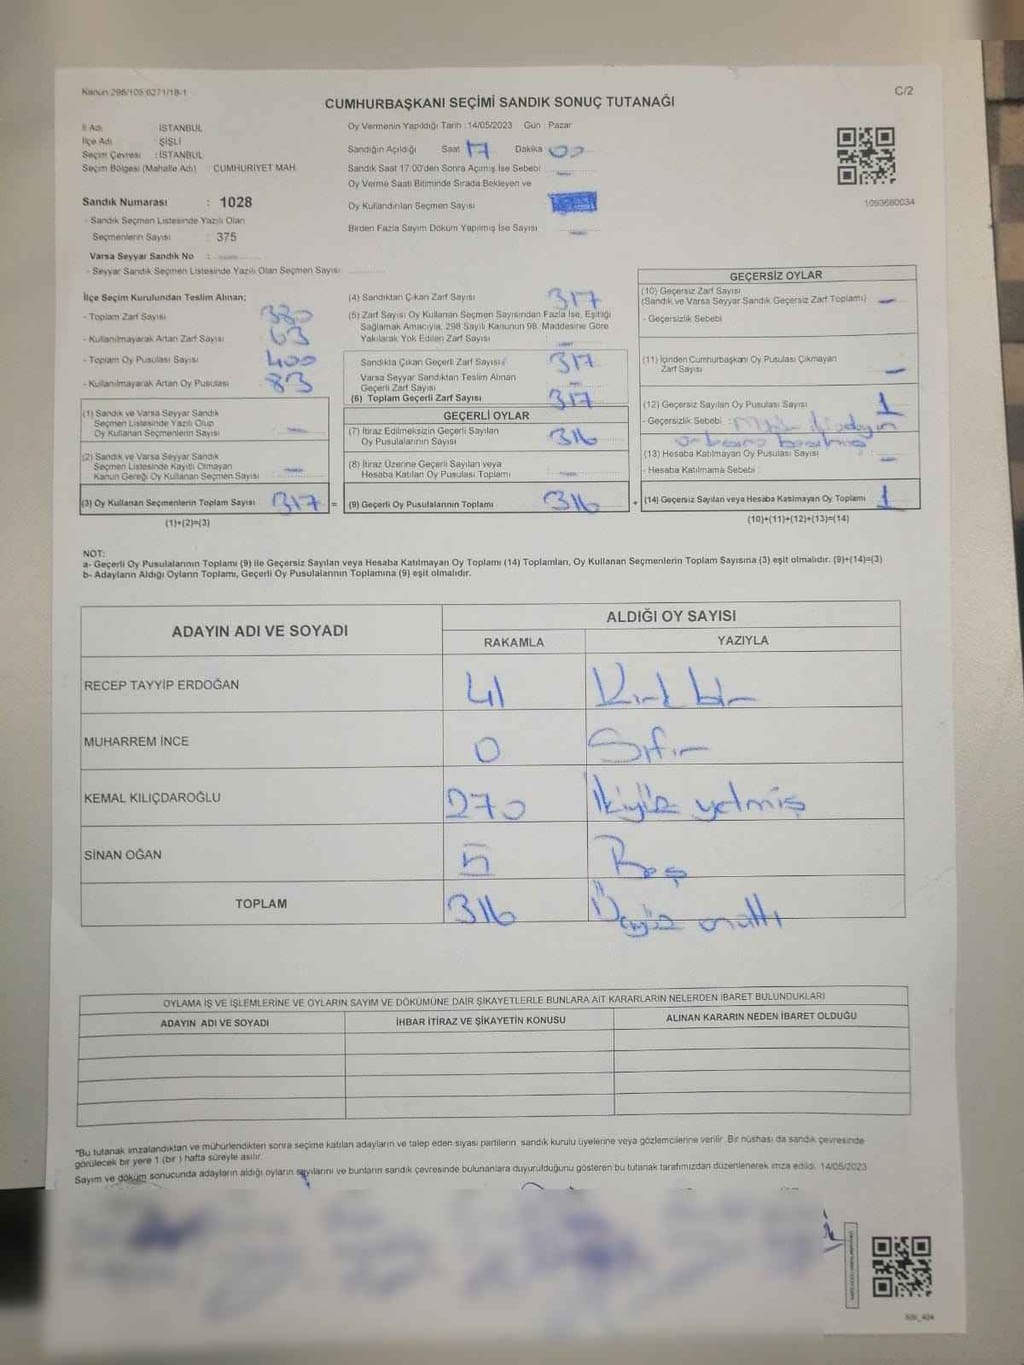 Kanun 298/105 6271/18-1
C/2
CUMHURBAŞKANI SEÇİMİ SANDIK SONUÇ TUTANAĞI
İl Adı İSTANBUL
İlçe Adı : ŞİŞLİ
Seçim Çevresi : İSTANBUL
Seçim Bölgesi (Mahalle Adı) : CUMHURİYET MAH.
Sandık Numarası : 1028
- Sandık Seçmen Listesinde Yazılı Olan
Seçmenlerin Sayısı : 375
Varsa Seyyar Sandık No :
- Seyyar Sandık Seçmen Listesinde Yazılı Olan Seçmen Sayısı
Oy Vermenin Yapıldığı Tarih : 14/05/2023 Gün : Pazar
Sandığın Açıldığı Saat 17 Dakika 00
Sandık Saat 17:00'den Sonra Açılmış İse Sebebi —
Oy Verme Saati Bitiminde Sırada Bekleyen ve
Oy Kullandırılan Seçmen Sayısı
Birden Fazla Sayım Döküm Yapılmış İse Sayısı —
1093680034
İlçe Seçim Kurulundan Teslim Alınan;
- Toplam Zarf Sayısı 380
- Kullanılmayarak Artan Zarf Sayısı 63
- Toplam Oy Pusulası Sayısı 400
- Kullanılmayarak Artan Oy Pusulası 83
(1) Sandık ve Varsa Seyyar Sandık
Seçmen Listesinde Yazılı Olup
Oy Kullanan Seçmenlerin Sayısı —
(2) Sandık ve Varsa Seyyar Sandık
Seçmen Listesinde Kayıtlı Olmayan
Kanun Gereği Oy Kullanan Seçmen Sayısı —
(3) Oy Kullanan Seçmenlerin Toplam Sayısı 317 =
(1)+(2)=(3)
(4) Sandıktan Çıkan Zarf Sayısı 317
(5) Zarf Sayısı Oy Kullanan Seçmen Sayısından Fazla İse, Eşitliği
Sağlamak Amacıyla, 298 Sayılı Kanunun 98. Maddesine Göre
Yakılarak Yok Edilen Zarf Sayısı —
Sandıkta Çıkan Geçerli Zarf Sayısı 317
Varsa Seyyar Sandıktan Teslim Alınan
Geçerli Zarf Sayısı —
(6) Toplam Geçerli Zarf Sayısı 317
GEÇERLİ OYLAR
(7) İtiraz Edilmeksizin Geçerli Sayılan
Oy Pusulalarının Sayısı 316
(8) İtiraz Üzerine Geçerli Sayılan veya
Hesaba Katılan Oy Pusulası Toplamı —
(9) Geçerli Oy Pusulalarının Toplamı 316 +
GEÇERSİZ OYLAR
(10) Geçersiz Zarf Sayısı
(Sandık ve Varsa Seyyar Sandık Geçersiz Zarf Toplamı) —
- Geçersizlik Sebebi
(11) İçinden Cumhurbaşkanı Oy Pusulası Çıkmayan
Zarf Sayısı —
(12) Geçersiz Sayılan Oy Pusulası Sayısı 1
- Geçersizlik Sebebi :
(13) Hesaba Katılmayan Oy Pusulası Sayısı —
- Hesaba Katılmama Sebebi :
(14) Geçersiz Sayılan veya Hesaba Katılmayan Oy Toplamı 1
(10)+(11)+(12)+(13)=(14)
NOT:
a- Geçerli Oy Pusulalarının Toplamı (9) ile Geçersiz Sayılan veya Hesaba Katılmayan Oy Toplamı (14) Toplamları, Oy Kullanan Seçmenlerin Toplam Sayısına (3) eşit olmalıdır. (9)+(14)=(3)
b- Adayların Aldığı Oyların Toplamı, Geçerli Oy Pusulalarının Toplamına (9) eşit olmalıdır.
ADAYIN ADI VE SOYADI ALDIĞI OY SAYISI
RAKAMLA YAZIYLA
RECEP TAYYİP ERDOĞAN 41 Kırk bir
MUHARREM İNCE 0 Sıfır
KEMAL KILIÇDAROĞLU 270 İkiyüz yetmiş
SİNAN OĞAN 5 Beş
TOPLAM 316 Üçyüz onaltı
OYLAMA İŞ VE İŞLEMLERİNE VE OYLARIN SAYIM VE DÖKÜMÜNE DAİR ŞİKAYETLERLE BUNLARA AİT KARARLARIN NELERDEN İBARET BULUNDUKLARI
ADAYIN ADI VE SOYADI İHBAR İTİRAZ VE ŞİKAYETİN KONUSU ALINAN KARARIN NEDEN İBARET OLDUĞU
*Bu tutanak imzalandıktan ve mühürlendikten sonra seçime katılan adayların ve talep eden siyasi partilerin sandık kurulu üyelerine veya gözlemcilerine verilir. Bir nüshası da sandık çevresinde
görülecek bir yere 1 (bir) hafta süreyle asılır.
Sayım ve döküm sonucunda adayların aldığı oyların sayılarını ve bunların sandık çevresinde bulunanlara duyurulduğunu gösteren bu tutanak tarafımızdan düzenlenerek imza edildi. 14/05/2023